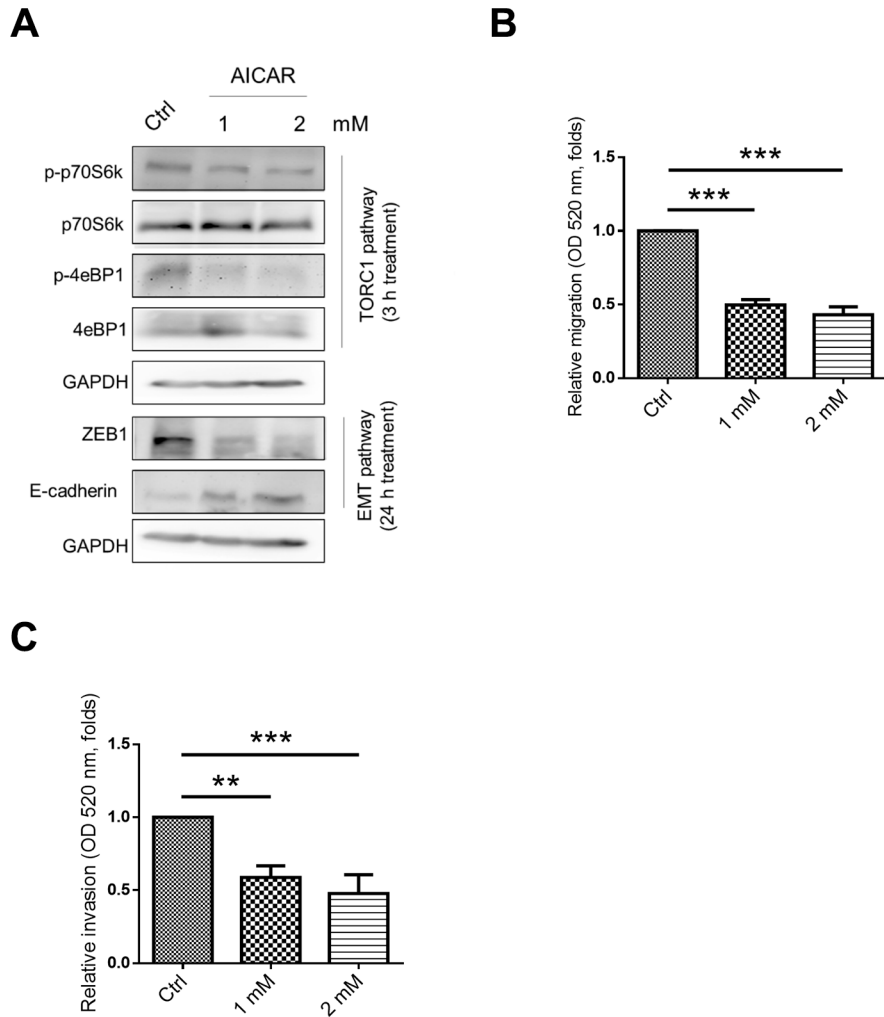 A
AICAR
Ctrl
1
2
mM
p-p70S6k
p70S6k
p-4eBP1
4eBP1
GAPDH
TORC1 pathway
(3 h treatment)
ZEB1
E-cadherin
GAPDH
EMT pathway
(24 h treatment)
B
Relative migration (OD 520 nm, folds)
1.5
1.0
0.5
0.0
***
***
Ctrl
1 mM
2 mM
C
Relative invasion (OD 520 nm, folds)
1.5
1.0
0.5
0.0
***
**
Ctrl
1 mM
2 mM